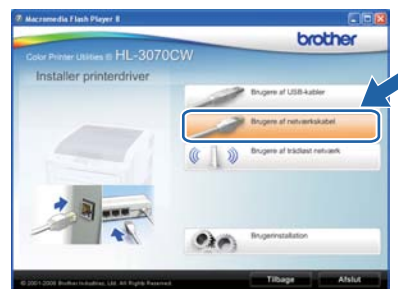 Macromedia Flash Player 8
brother
Color Printer Utilities © HL-3070CW
Installer printerdriver
Brugere af USB-kabler
Brugere af netværkskabel
Brugere af trådløst netværk
Brugerinstallation
© 2001-2008 Brother Industries, Ltd. All Rights Reserved.
Tilbage
Afslut